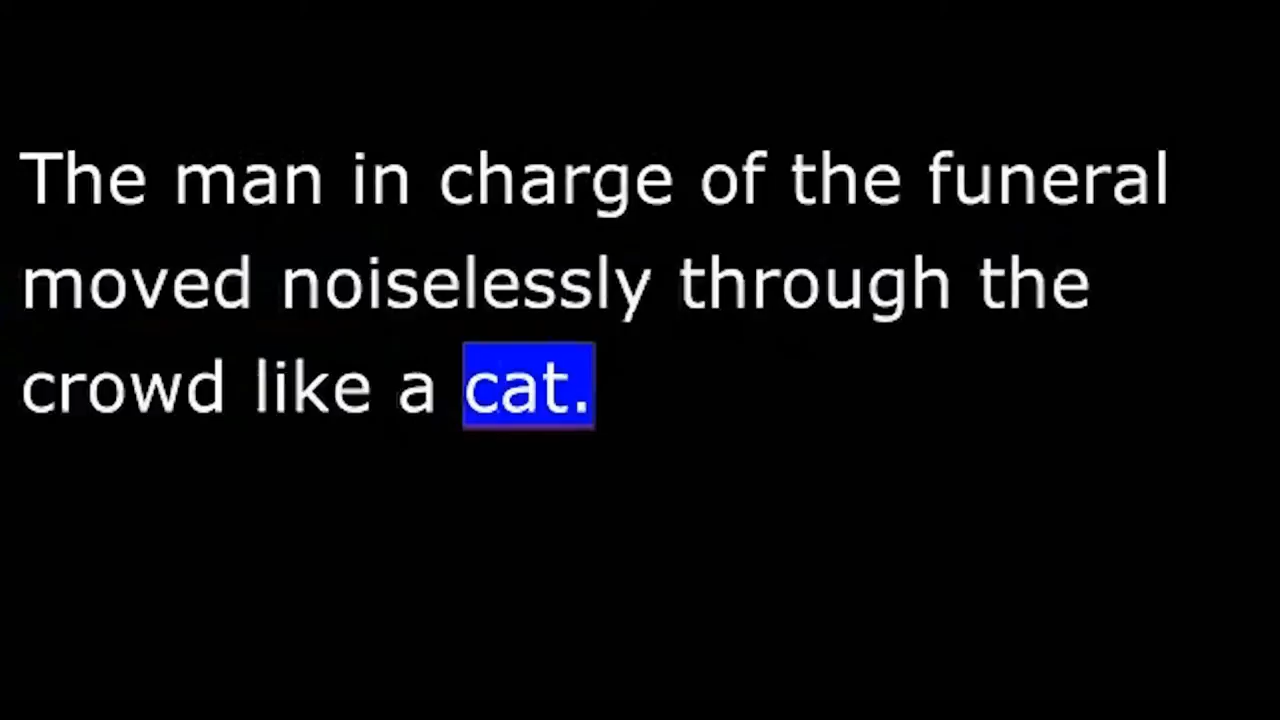 The man in charge of the funeral
moved noiselessly through the
crowd like a cat.